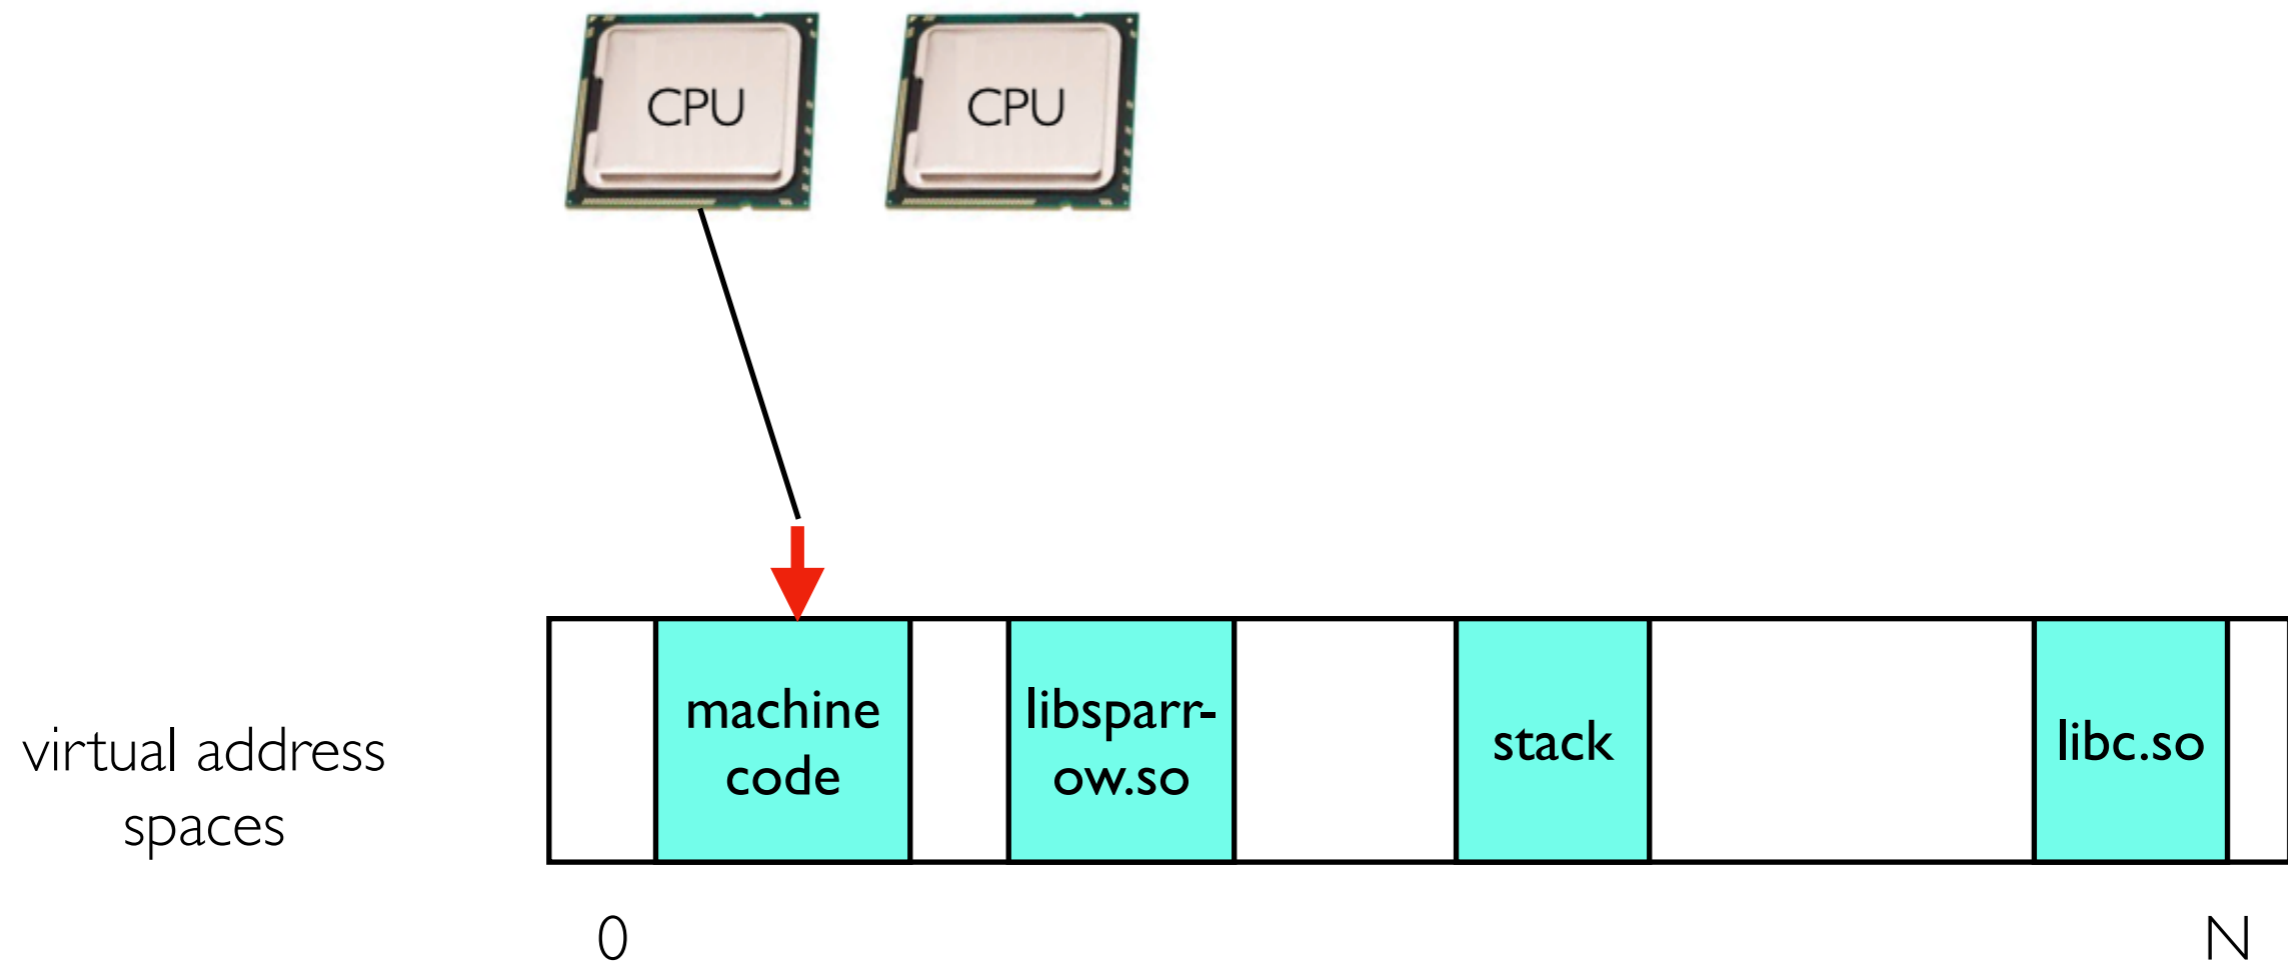 CPU
CPU
machine
code
libsparr-
ow.so
stack
libc.so
virtual address
spaces
0
N